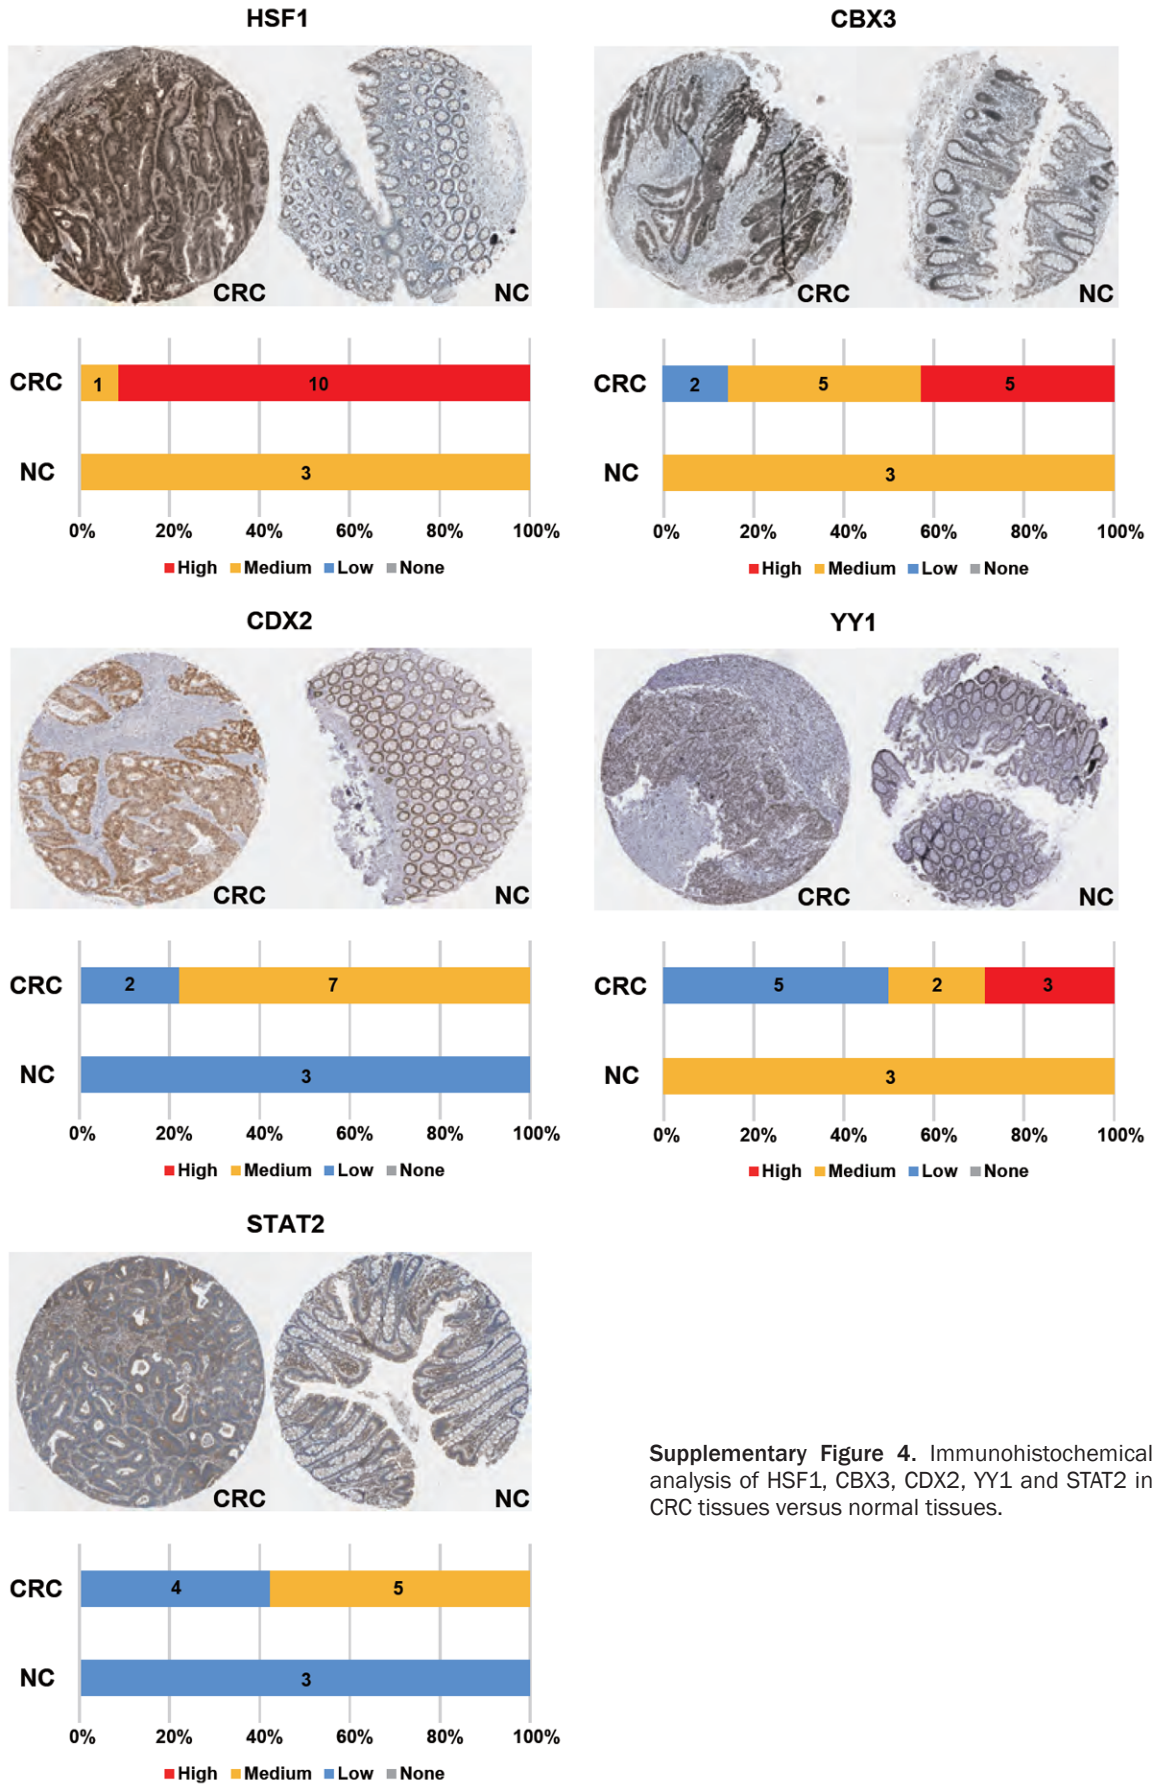 HSF1
CRC
NC
CRC
1
10
NC
3
0%
20%
40%
60%
80%
100%
High
Medium
Low
None
CBX3
CRC
NC
CRC
2
5
5
NC
3
0%
20%
40%
60%
80%
100%
High
Medium
Low
None
CDX2
CRC
NC
CRC
2
7
NC
3
0%
20%
40%
60%
80%
100%
High
Medium
Low
None
YY1
CRC
NC
CRC
5
2
3
NC
3
0%
20%
40%
60%
80%
100%
High
Medium
Low
None
STAT2
CRC
NC
CRC
4
5
NC
3
0%
20%
40%
60%
80%
100%
High
Medium
Low
None
Supplementary Figure 4. Immunohistochemical
analysis of HSF1, CBX3, CDX2, YY1 and STAT2 in
CRC tissues versus normal tissues.